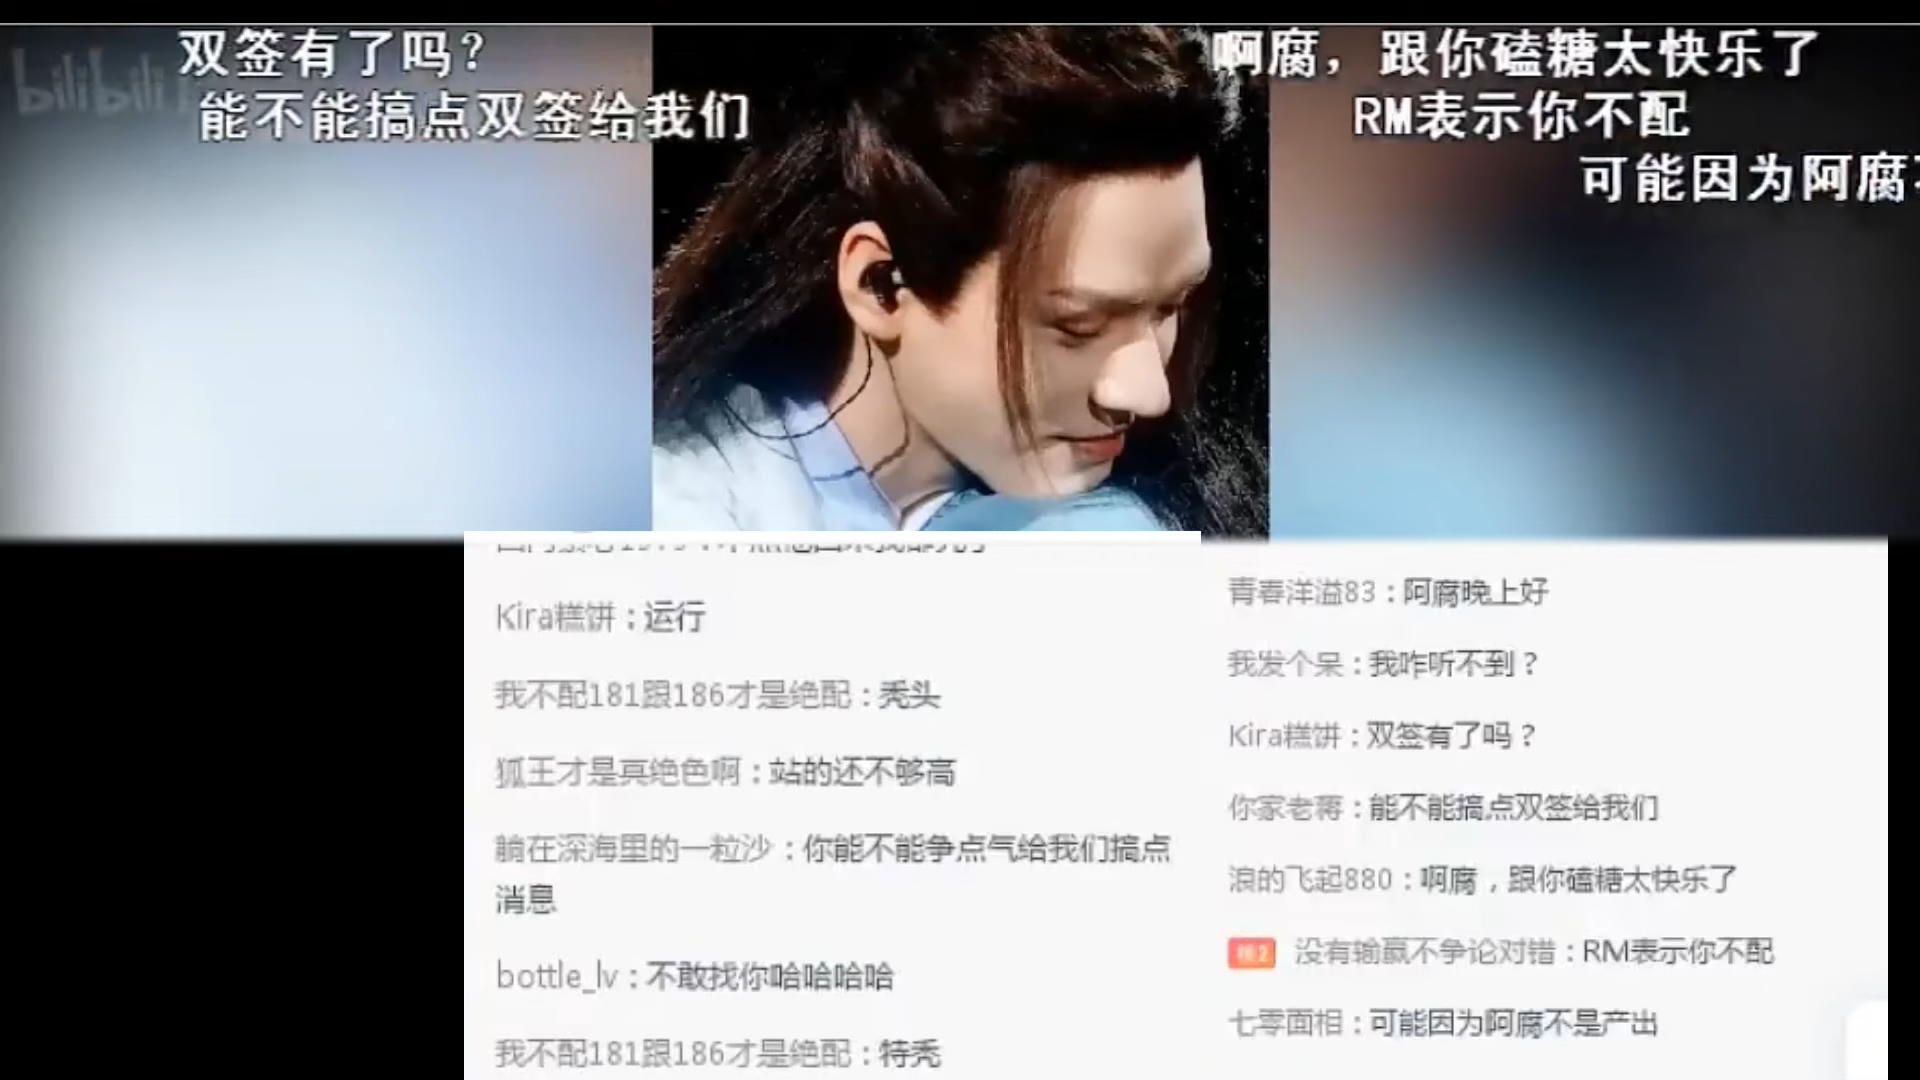 bilibili
双签有了吗？
能不能搞点双签给我们
啊腐，跟你磕糖太快乐了
RM表示你不配
可能因为阿腐
Kira糕饼：运行
我不配181跟186才是绝配：秃头
狐王才是真绝色啊：站的还不够高
躺在深海里的一粒沙：你能不能争点气给我们搞点
消息
bottle_lv：不敢找你哈哈哈哈
我不配181跟186才是绝配：特秃
青春洋溢83：阿腐晚上好
我发个呆：我咋听不到？
Kira糕饼：双签有了吗？
你家老蒋：能不能搞点双签给我们
浪的飞起880：啊腐，跟你磕糖太快乐了
没有输赢不争论对错：RM表示你不配
七零面相：可能因为阿腐不是产出